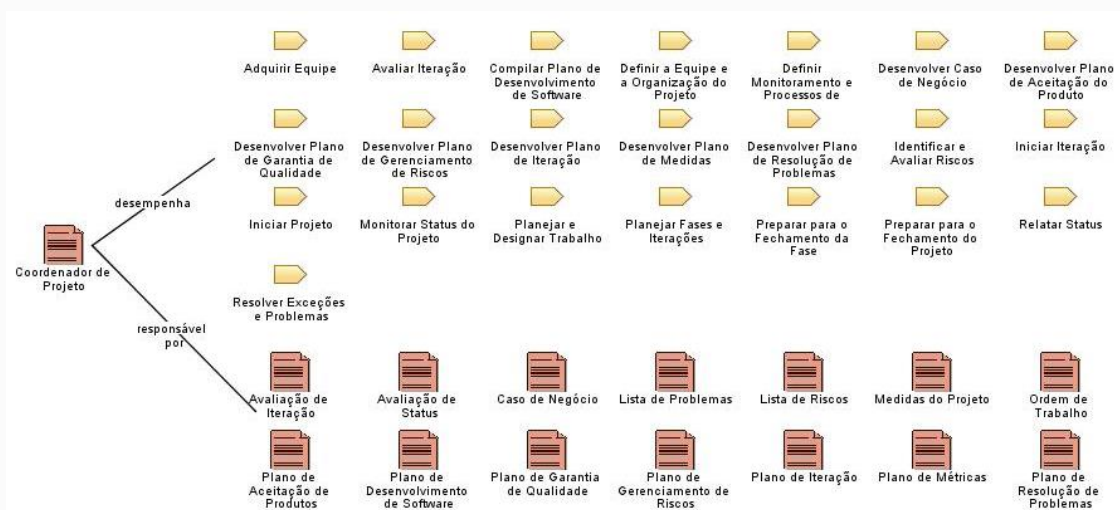 Adquirir Equipe
Avaliar Iteração
Compilar Plano de
Desenvolvimento
de Software
Definir a Equipe e
a Organização do
Projeto
Definir
Monitoramento e
Processos de
Desenvolver Caso
de Negócio
Desenvolver Plano
de Aceitação do
Produto
Desenvolver Plano
de Garantia de
Qualidade
Desenvolver Plano
de Gerenciamento
de Riscos
Desenvolver Plano
de Iteração
Desenvolver Plano
de Medidas
Desenvolver Plano
de Resolução de
Problemas
Identificar e
Avaliar Riscos
Iniciar Iteração
desempenha
Iniciar Projeto
Monitorar Status do
Projeto
Planejar e
Designar Trabalho
Planejar Fases e
Iterações
Preparar para o
Fechamento da
Fase
Preparar para o
Fechamento do
Projeto
Relatar Status
Coordenador de
Projeto
Resolver Exceções
e Problemas
responsável
por
Avaliação de
Iteração
Avaliação de
Status
Caso de Negócio
Lista de Problemas
Lista de Riscos
Medidas do Projeto
Ordem de
Trabalho
Plano de
Aceitação de
Produtos
Plano de
Desenvolvimento
de Software
Plano de Garantia
de Qualidade
Plano de
Gerenciamento de
Riscos
Plano de Iteração
Plano de Métricas
Plano de
Resolução de
Problemas